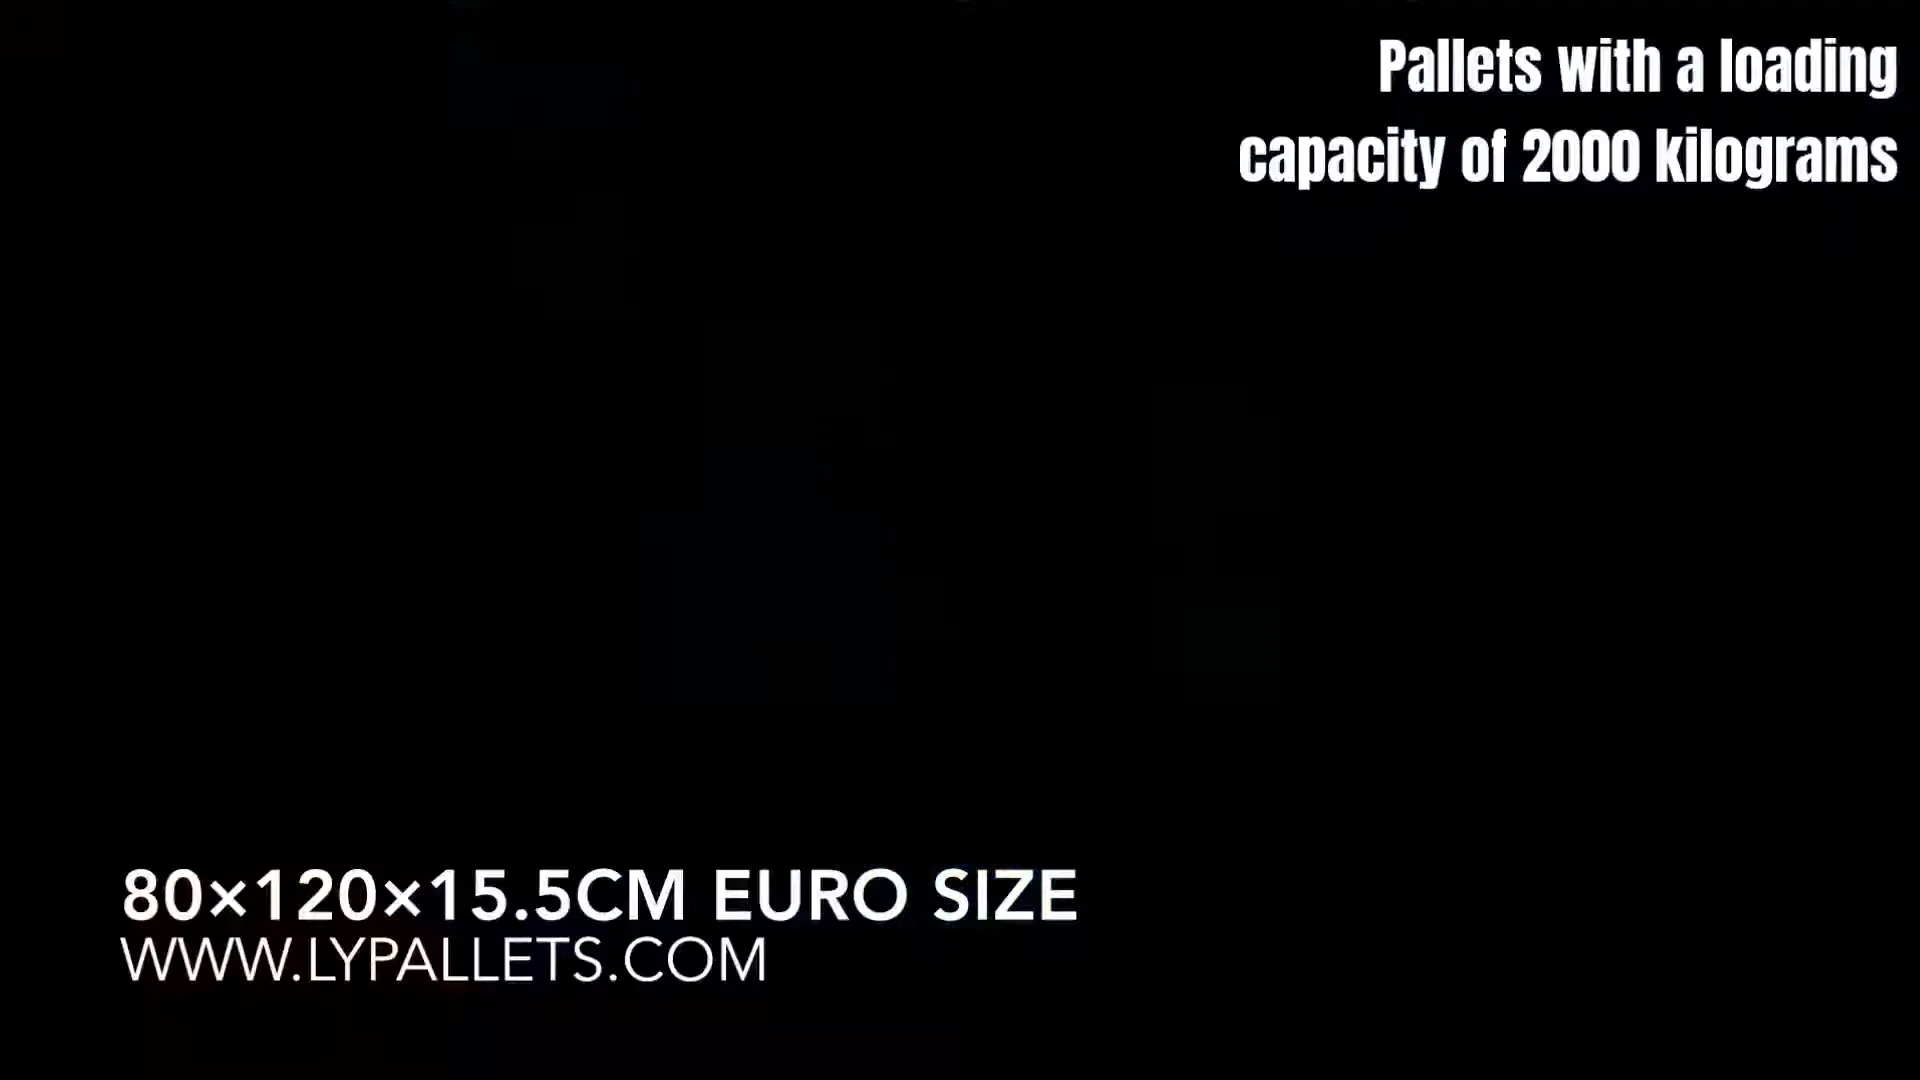 Pallets with a loading
capacity of 2000 kilograms
80×120×15.5CM EURO SIZE
WWW.LYPALLETS.COM